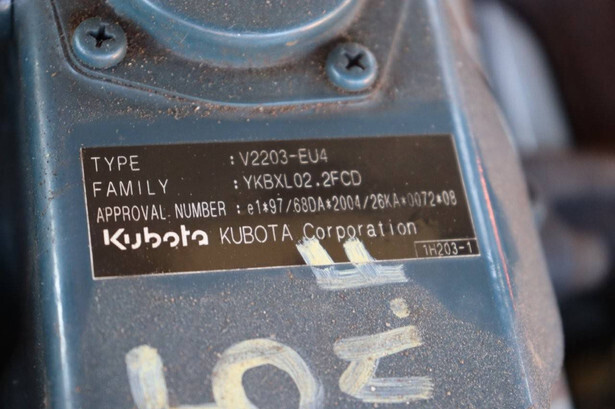 TYPE : V2203-EU4
FAMILY : YKBXL02.2FCD
APPROVAL NUMBER : e1*97/68DA*2004/26KA*0072*08
Kubota KUBOTA Corporation
1H203-1